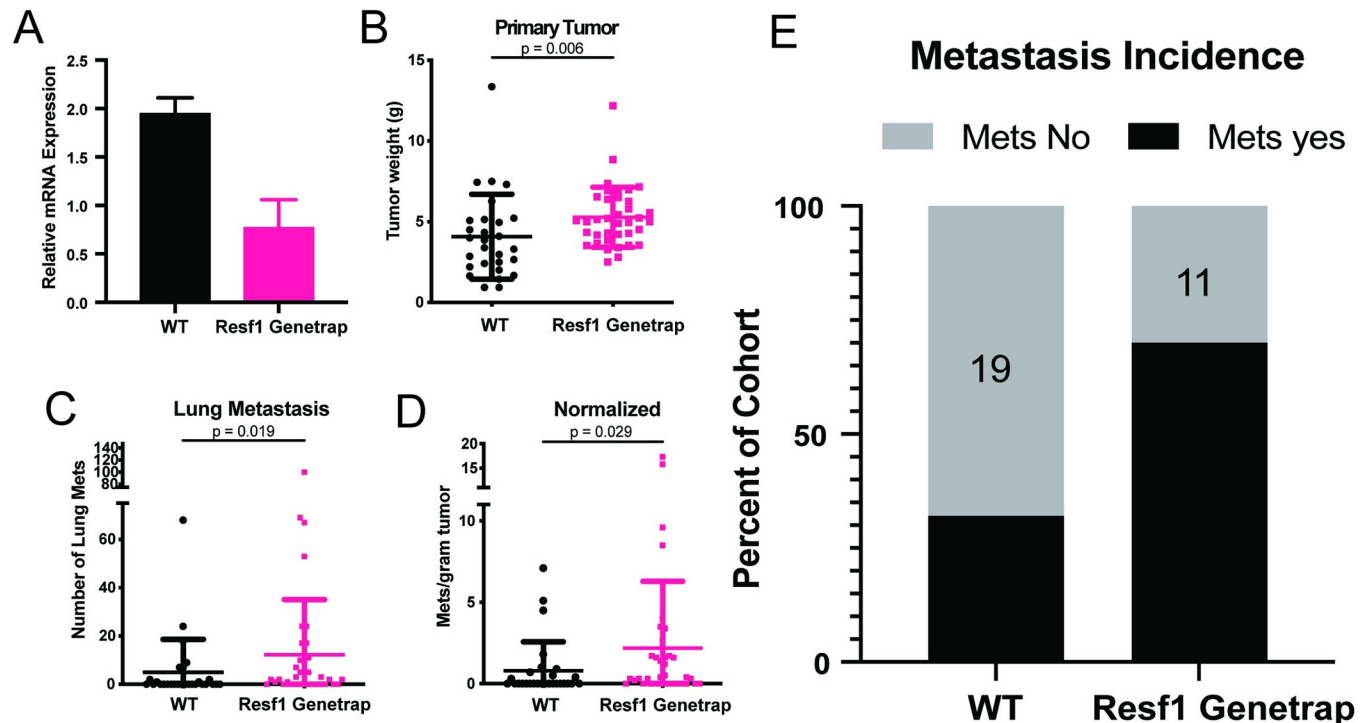 A
Relative mRNA Expression
2.5
2.0
1.5
1.0
0.5
0.0
WT
Resf1 Genetrap
B
Primary Tumor
p = 0.006
Tumor weight (g)
15
10
5
0
WT
Resf1 Genetrap
C
Lung Metastasis
p = 0.019
Number of Lung Mets
140
120
100
80
60
40
20
0
WT
Resf1 Genetrap
D
Normalized
p = 0.029
Mets/gram tumor
20
15
10
5
0
WT
Resf1 Genetrap
E
Metastasis Incidence
Mets No
Mets yes
Percent of Cohort
100
50
0
19
11
WT
Resf1 Genetrap